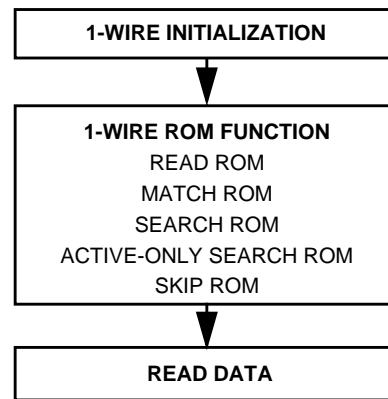 1-WIRE INITIALIZATION
1-WIRE ROM FUNCTION
READ ROM
MATCH ROM
SEARCH ROM
ACTIVE-ONLY SEARCH ROM
SKIP ROM
READ DATA